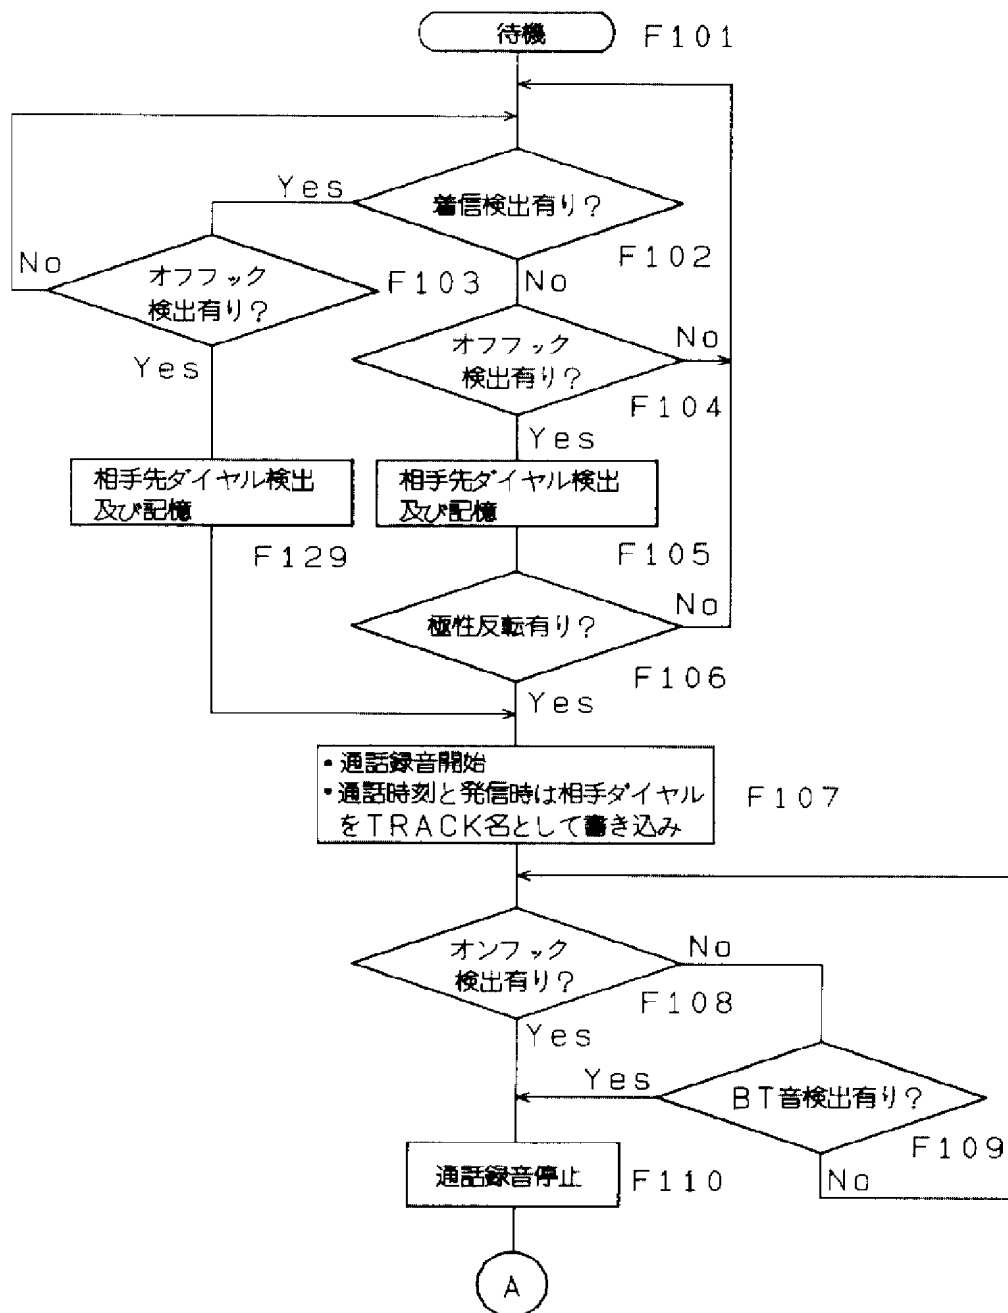 待機
F101
着信検出有り?
Yes
F102
No
オフフック
検出有り?
F103
No
Yes
オフフック
検出有り?
No
F104
Yes
相手先ダイヤル検出
及び記憶
F129
相手先ダイヤル検出
及び記憶
F105
極性反転有り?
No
F106
Yes
・通話録音開始
・通話時刻と発信時は相手ダイヤル
をTRACK名として書き込み
F107
オンフック
検出有り?
No
F108
Yes
BT音検出有り?
Yes
F109
No
通話録音停止
F110
A